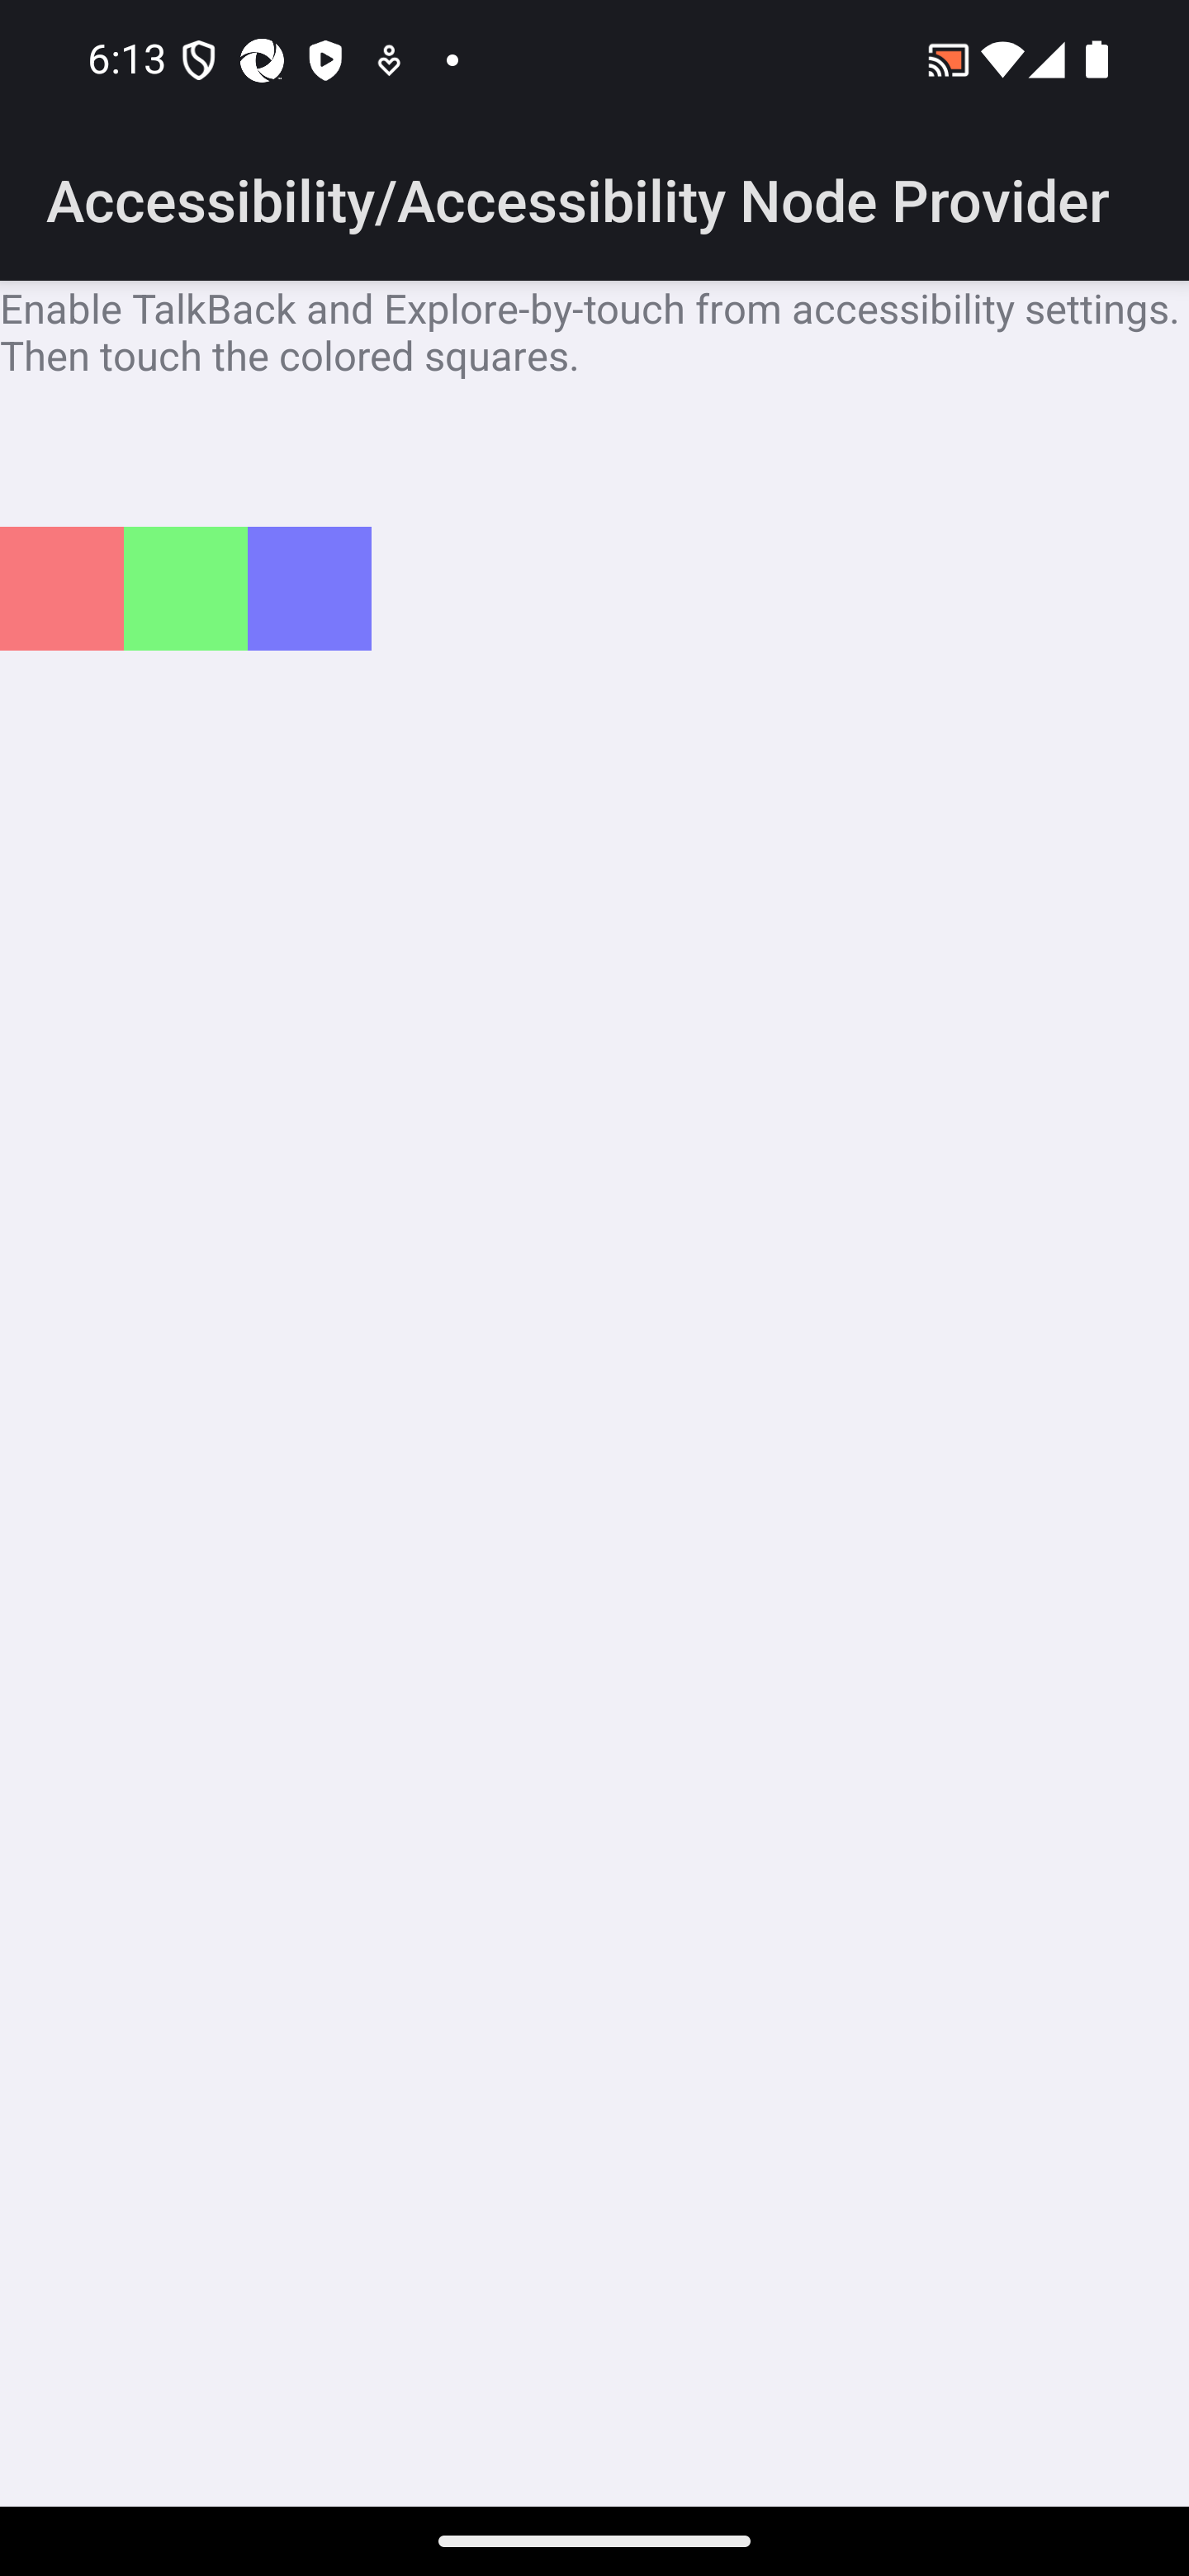 6:13
Accessibility/Accessibility Node Provider
Enable TalkBack and Explore-by-touch from accessibility settings.
Then touch the colored squares.